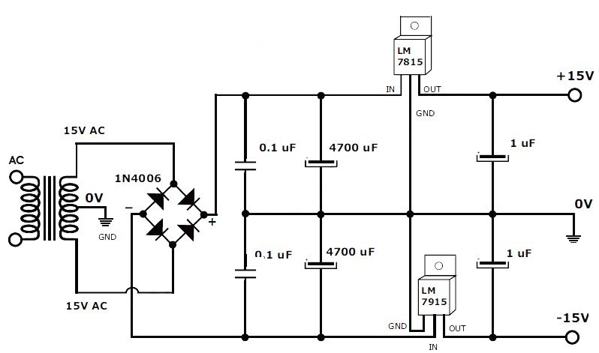 LM
7815
+15V
IN
OUT
GND
15V AC
AC
1N4006
0.1 uF
4700 uF
1 uF
0V
GND
−
+
0V
0.1 uF
4700 uF
1 uF
LM
7915
15V AC
GND
OUT
IN
-15V